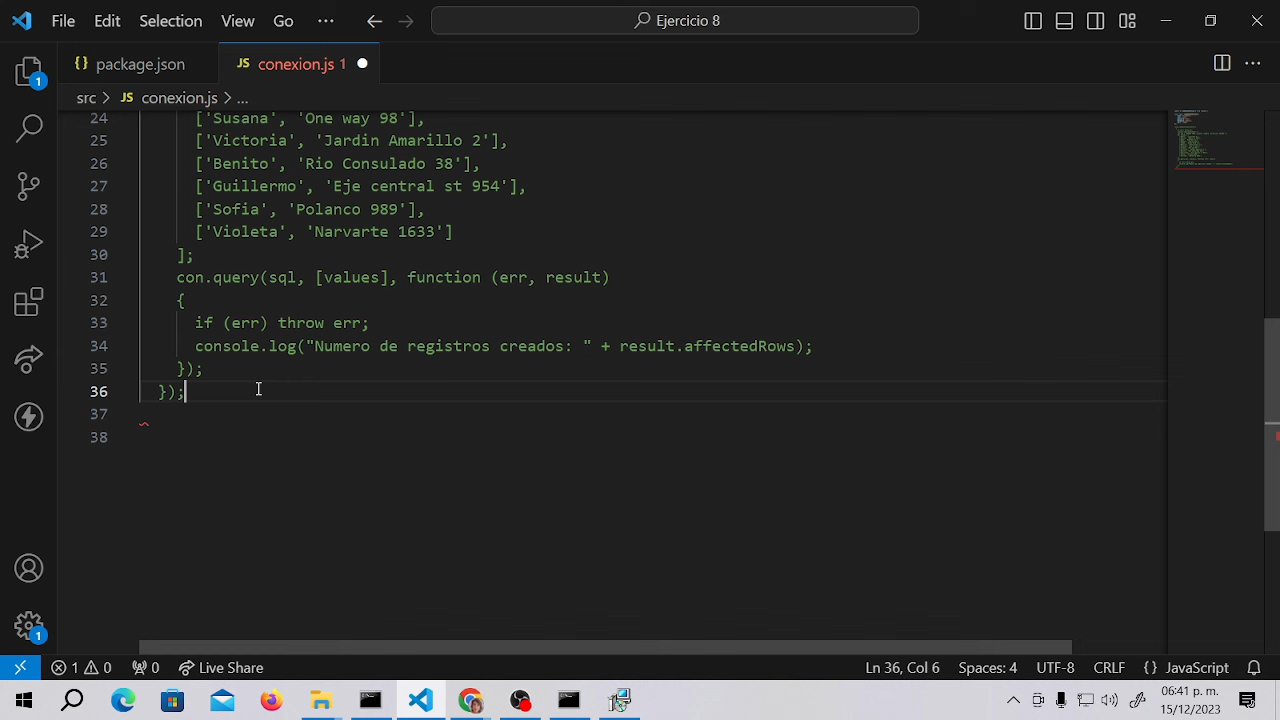 File Edit Selection View Go ··· Ejercicio 8
package.json conexion.js 1
src > conexion.js > ...
24 ['Susana', 'One way 98'],
25 ['Victoria', 'Jardin Amarillo 2'],
26 ['Benito', 'Rio Consulado 38'],
27 ['Guillermo', 'Eje central st 954'],
28 ['Sofia', 'Polanco 989'],
29 ['Violeta', 'Narvarte 1633']
30 ];
31 con.query(sql, [values], function (err, result)
32 {
33 if (err) throw err;
34 console.log("Numero de registros creados: " + result.affectedRows);
35 });
36 });
37
38
1
1
1 0 0 Live Share Ln 36, Col 6 Spaces: 4 UTF-8 CRLF {} JavaScript
06:41 p. m.
15/12/2023